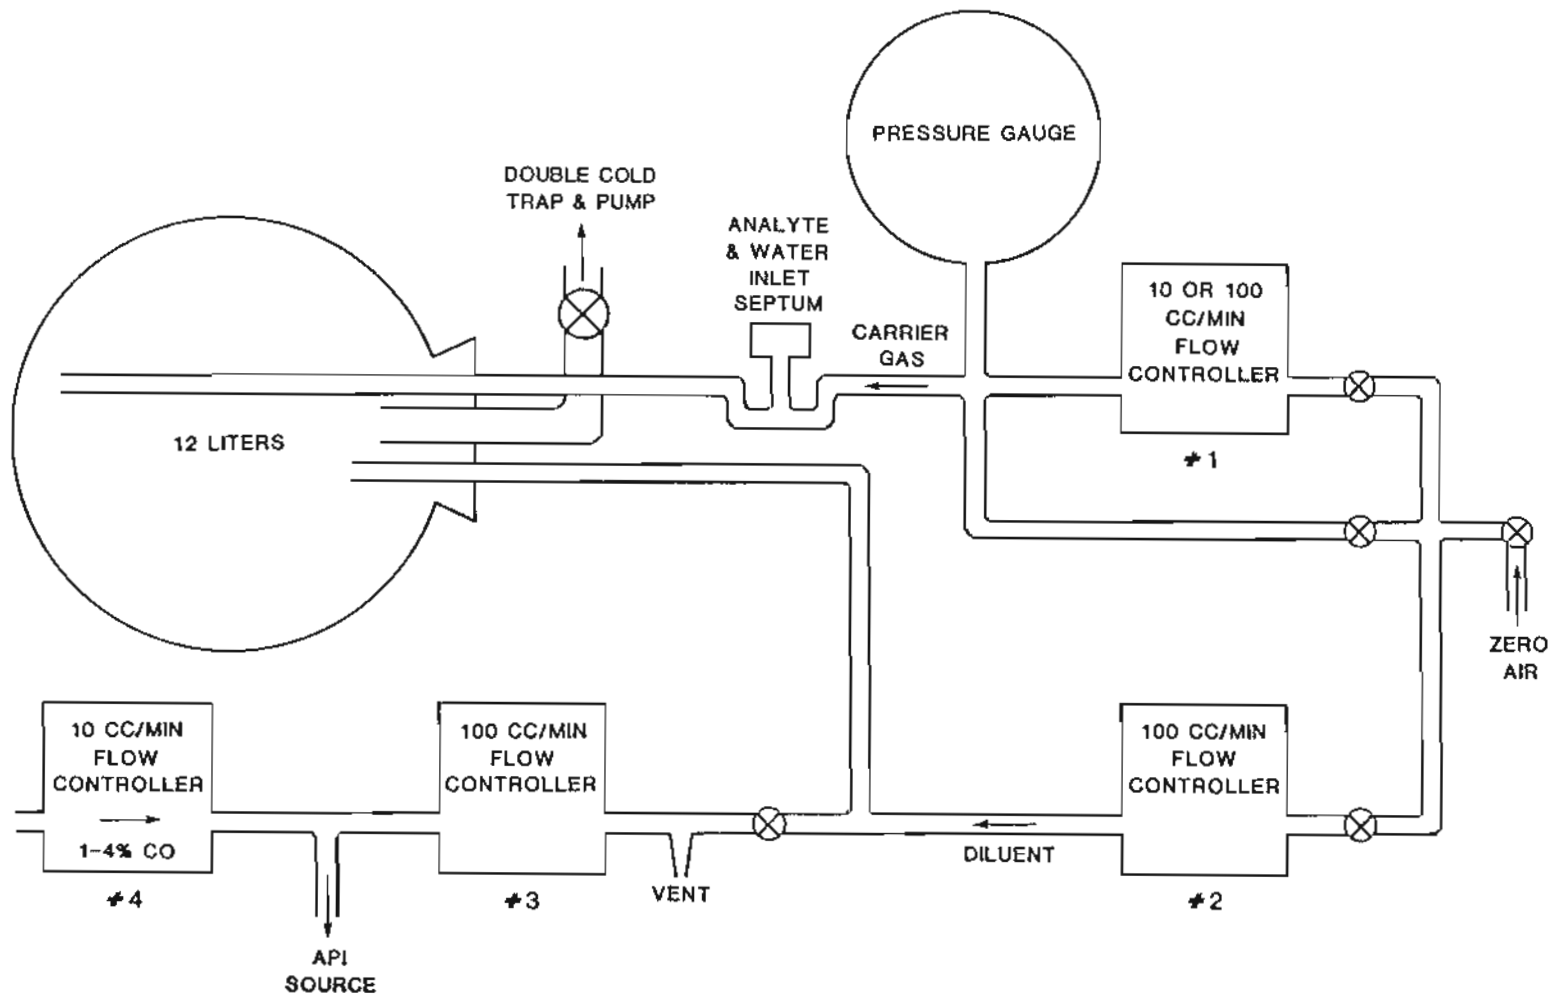 PRESSURE GAUGE
DOUBLE COLD
TRAP & PUMP
ANALYTE
& WATER
INLET
SEPTUM
CARRIER
GAS
10 OR 100
CC/MIN
FLOW
CONTROLLER
#1
12 LITERS
ZERO
AIR
10 CC/MIN
FLOW
CONTROLLER
1-4% CO
#4
API
SOURCE
100 CC/MIN
FLOW
CONTROLLER
#3
VENT
DILUENT
100 CC/MIN
FLOW
CONTROLLER
#2